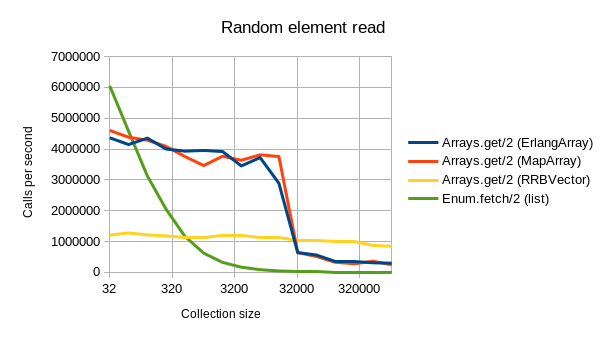 Random element read
7000000
6000000
5000000
4000000
3000000
2000000
1000000
0
Calls per second
32
320
3200
32000
320000
Collection size
Arrays.get/2 (ErlangArray)
Arrays.get/2 (MapArray)
Arrays.get/2 (RRBVector)
Enum.fetch/2 (list)